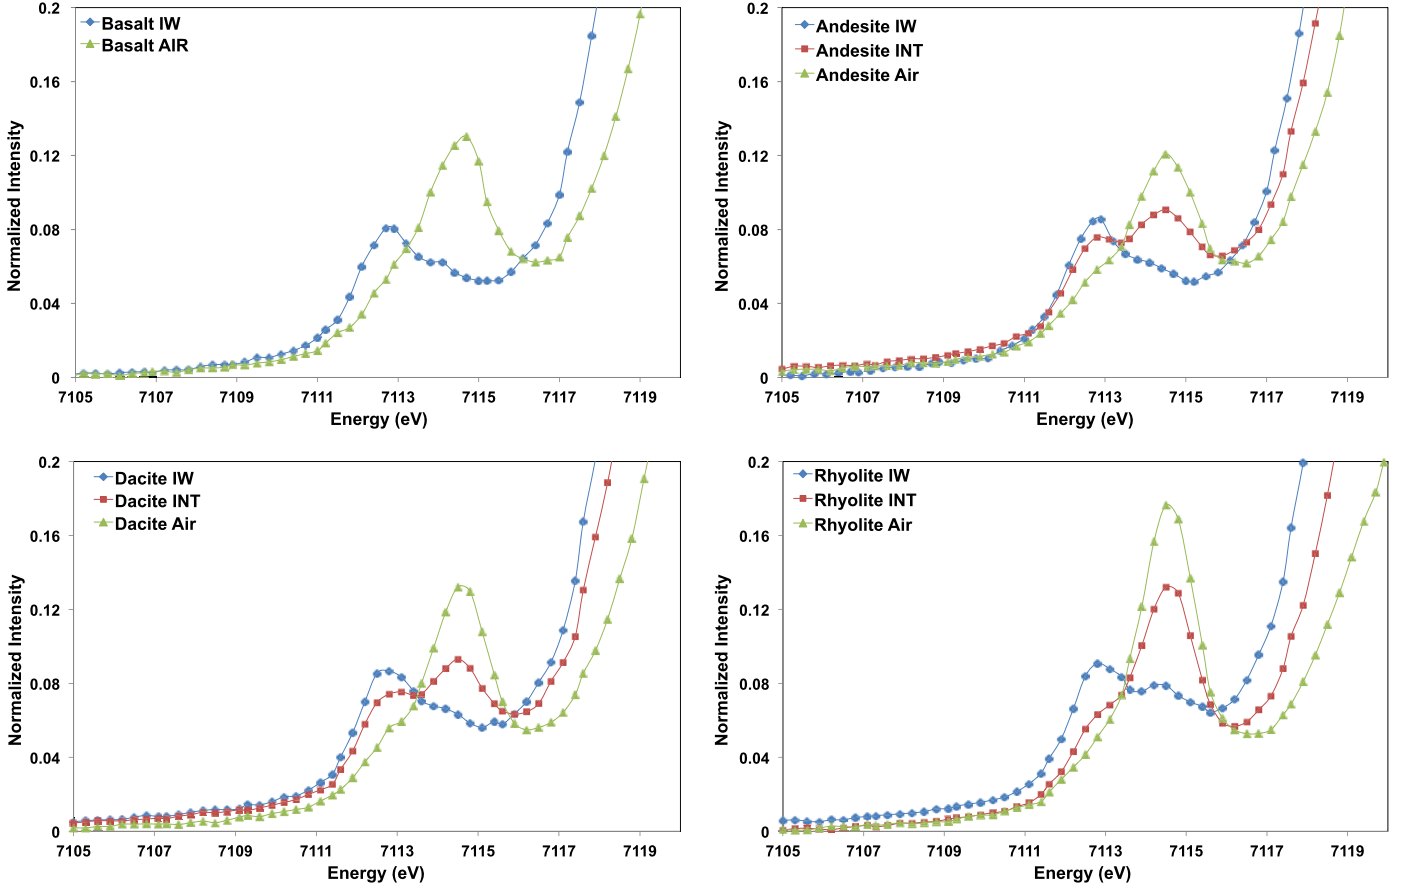 Basalt IW
Basalt AIR
Normalized Intensity
0.2
0.16
0.12
0.08
0.04
0
7105 7107 7109 7111 7113 7115 7117 7119
Energy (eV)
Andesite IW
Andesite INT
Andesite Air
Normalized Intensity
0.2
0.16
0.12
0.08
0.04
0
7105 7107 7109 7111 7113 7115 7117 7119
Energy (eV)
Dacite IW
Dacite INT
Dacite Air
Normalized Intensity
0.2
0.16
0.12
0.08
0.04
0
7105 7107 7109 7111 7113 7115 7117 7119
Energy (eV)
Rhyolite IW
Rhyolite INT
Rhyolite Air
Normalized Intensity
0.2
0.16
0.12
0.08
0.04
0
7105 7107 7109 7111 7113 7115 7117 7119
Energy (eV)